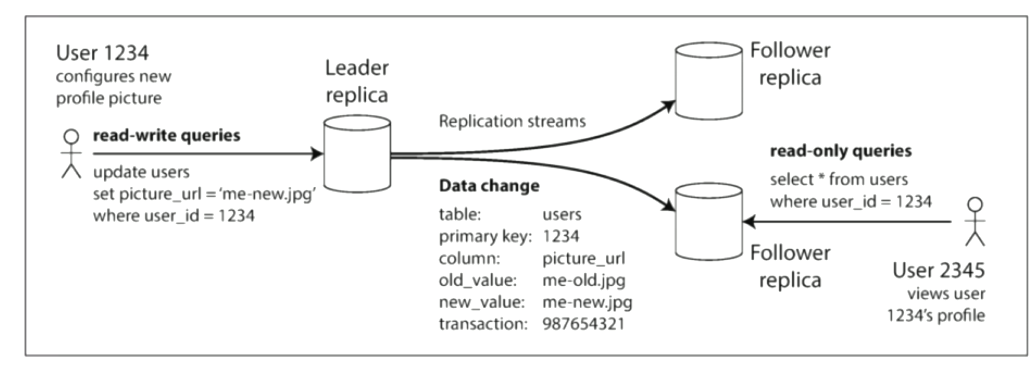 User 1234
configures new
profile picture
read-write queries
update users
set picture_url = ‘me-new.jpg’
where user_id = 1234
Leader
replica
Replication streams
Data change
table: users
primary key: 1234
column: picture_url
old_value: me-old.jpg
new_value: me-new.jpg
transaction: 987654321
Follower
replica
read-only queries
select * from users
where user_id = 1234
Follower
replica
User 2345
views user
1234’s profile